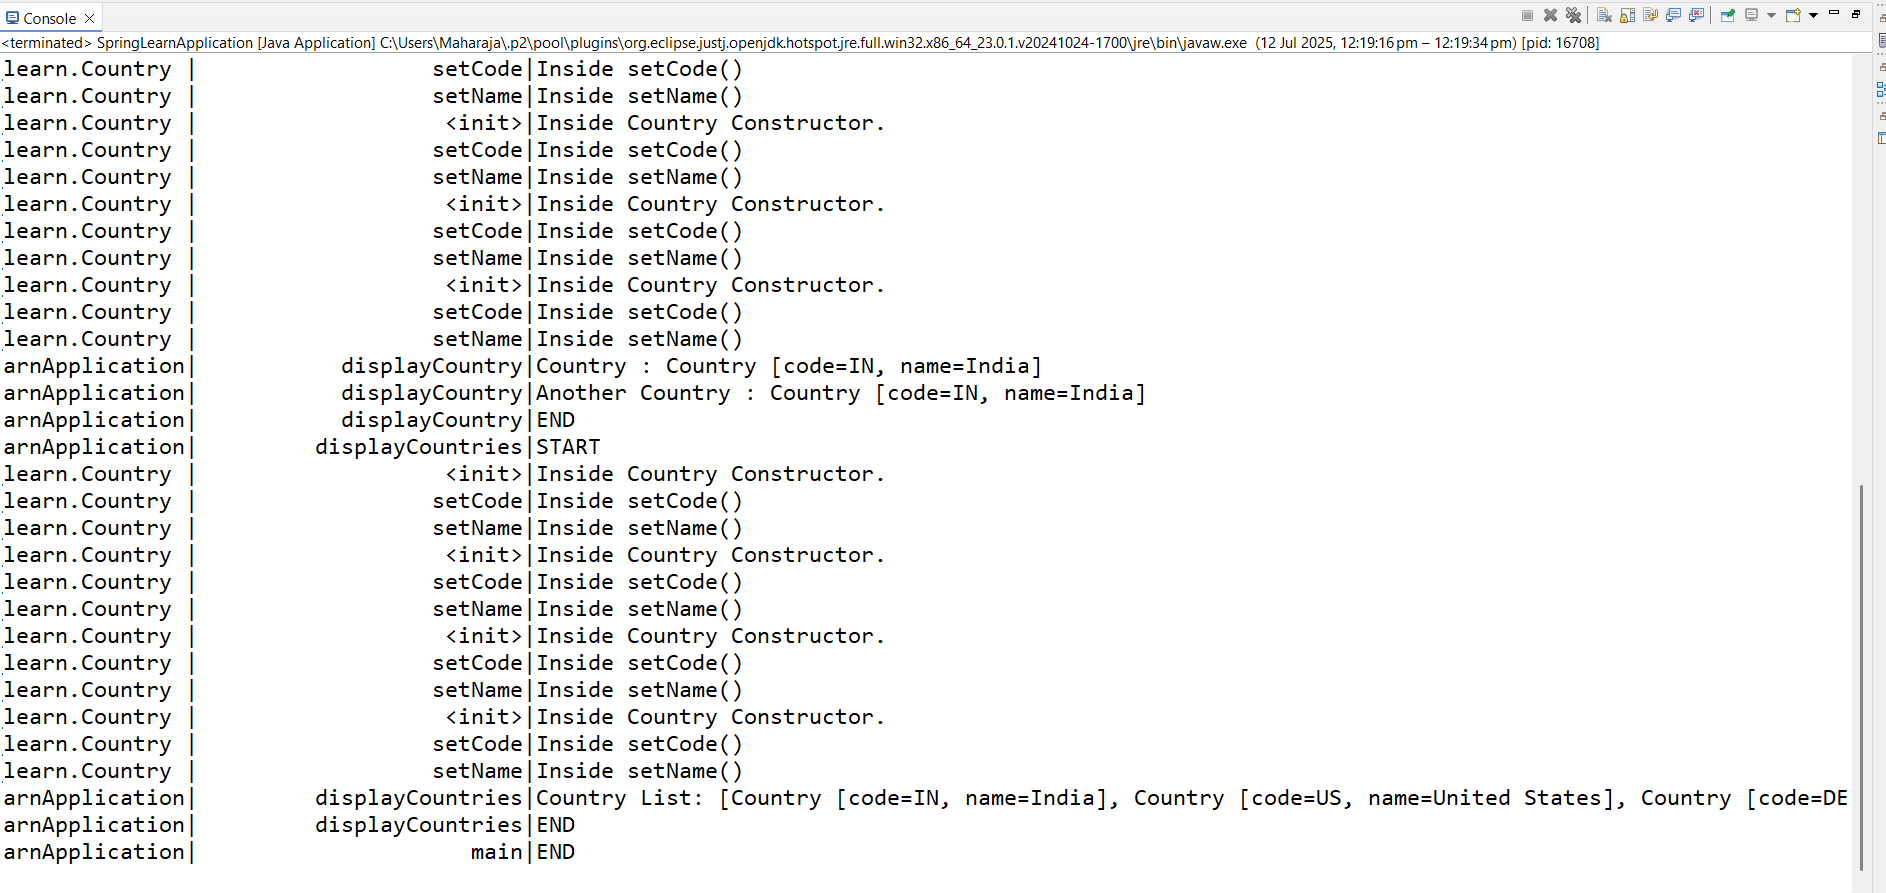 Console
<terminated> SpringLearnApplication [Java Application] C:\Users\Maharaja\.p2\pool\plugins\org.eclipse.justj.openjdk.hotspot.jre.full.win32.x86_64_23.0.1.v20241024-1700\jre\bin\javaw.exe (12 Jul 2025, 12:19:16 pm – 12:19:34 pm) [pid: 16708]
learn.Country | setCode|Inside setCode()
learn.Country | setName|Inside setName()
learn.Country | <init>|Inside Country Constructor.
learn.Country | setCode|Inside setCode()
learn.Country | setName|Inside setName()
learn.Country | <init>|Inside Country Constructor.
learn.Country | setCode|Inside setCode()
learn.Country | setName|Inside setName()
learn.Country | <init>|Inside Country Constructor.
learn.Country | setCode|Inside setCode()
learn.Country | setName|Inside setName()
arnApplication| displayCountry|Country : Country [code=IN, name=India]
arnApplication| displayCountry|Another Country : Country [code=IN, name=India]
arnApplication| displayCountry|END
arnApplication| displayCountries|START
learn.Country | <init>|Inside Country Constructor.
learn.Country | setCode|Inside setCode()
learn.Country | setName|Inside setName()
learn.Country | <init>|Inside Country Constructor.
learn.Country | setCode|Inside setCode()
learn.Country | setName|Inside setName()
learn.Country | <init>|Inside Country Constructor.
learn.Country | setCode|Inside setCode()
learn.Country | setName|Inside setName()
learn.Country | <init>|Inside Country Constructor.
learn.Country | setCode|Inside setCode()
learn.Country | setName|Inside setName()
arnApplication| displayCountries|Country List: [Country [code=IN, name=India], Country [code=US, name=United States], Country [code=DE
arnApplication| displayCountries|END
arnApplication| main|END